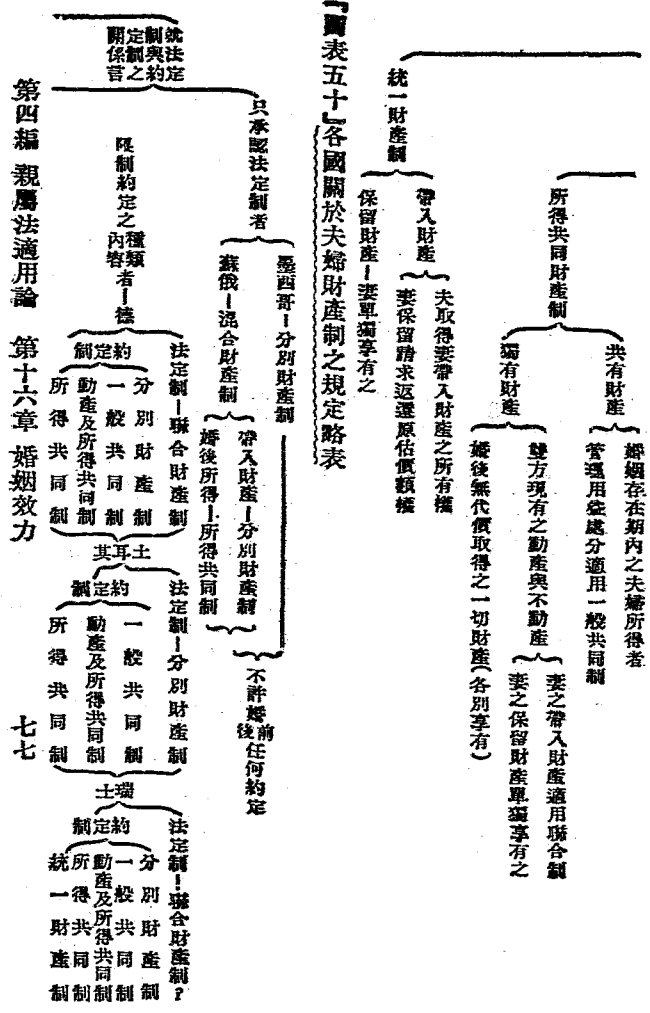 所得共同財產制
共有財產
婚姻存在期內之夫婦所得者
管理用益處分適用一般共同制
獨有財產
雙方現有之動產與不動產
妻之帶入財產適用聯合制
妻之保留財產單獨享有之
婚後無代價取得之一切財產(各別享有)
統一財產制
帶入財產
夫取得妻帶入財產之所有權
妻保留請求返還原估價額權
保留財產—妻單獨享有之
『圖表五十』各國關於夫婦財產制之規定略表
就法定制與約定制之關係言
只承認法定制者
墨西哥—分別財產制
蘇俄—混合財產制
帶入財產—分別財產制
婚後所得—所得共同制
不許婚前後任何約定
限制約定之種類內容者—德
法定制—聯合財產制
約定制
分別財產制
一般共同制
動產及所得共同制
所得共同制
土耳其
法定制—分別財產制
約定制
一般共同制
動產及所得共同制
所得共同制
瑞士
法定制—聯合財產制?
約定制
分別財產制
一般共同制
動產及所得共同制
所得共同制
統一財產制
第四編 親屬法適用論 第十六章 婚姻效力
七七